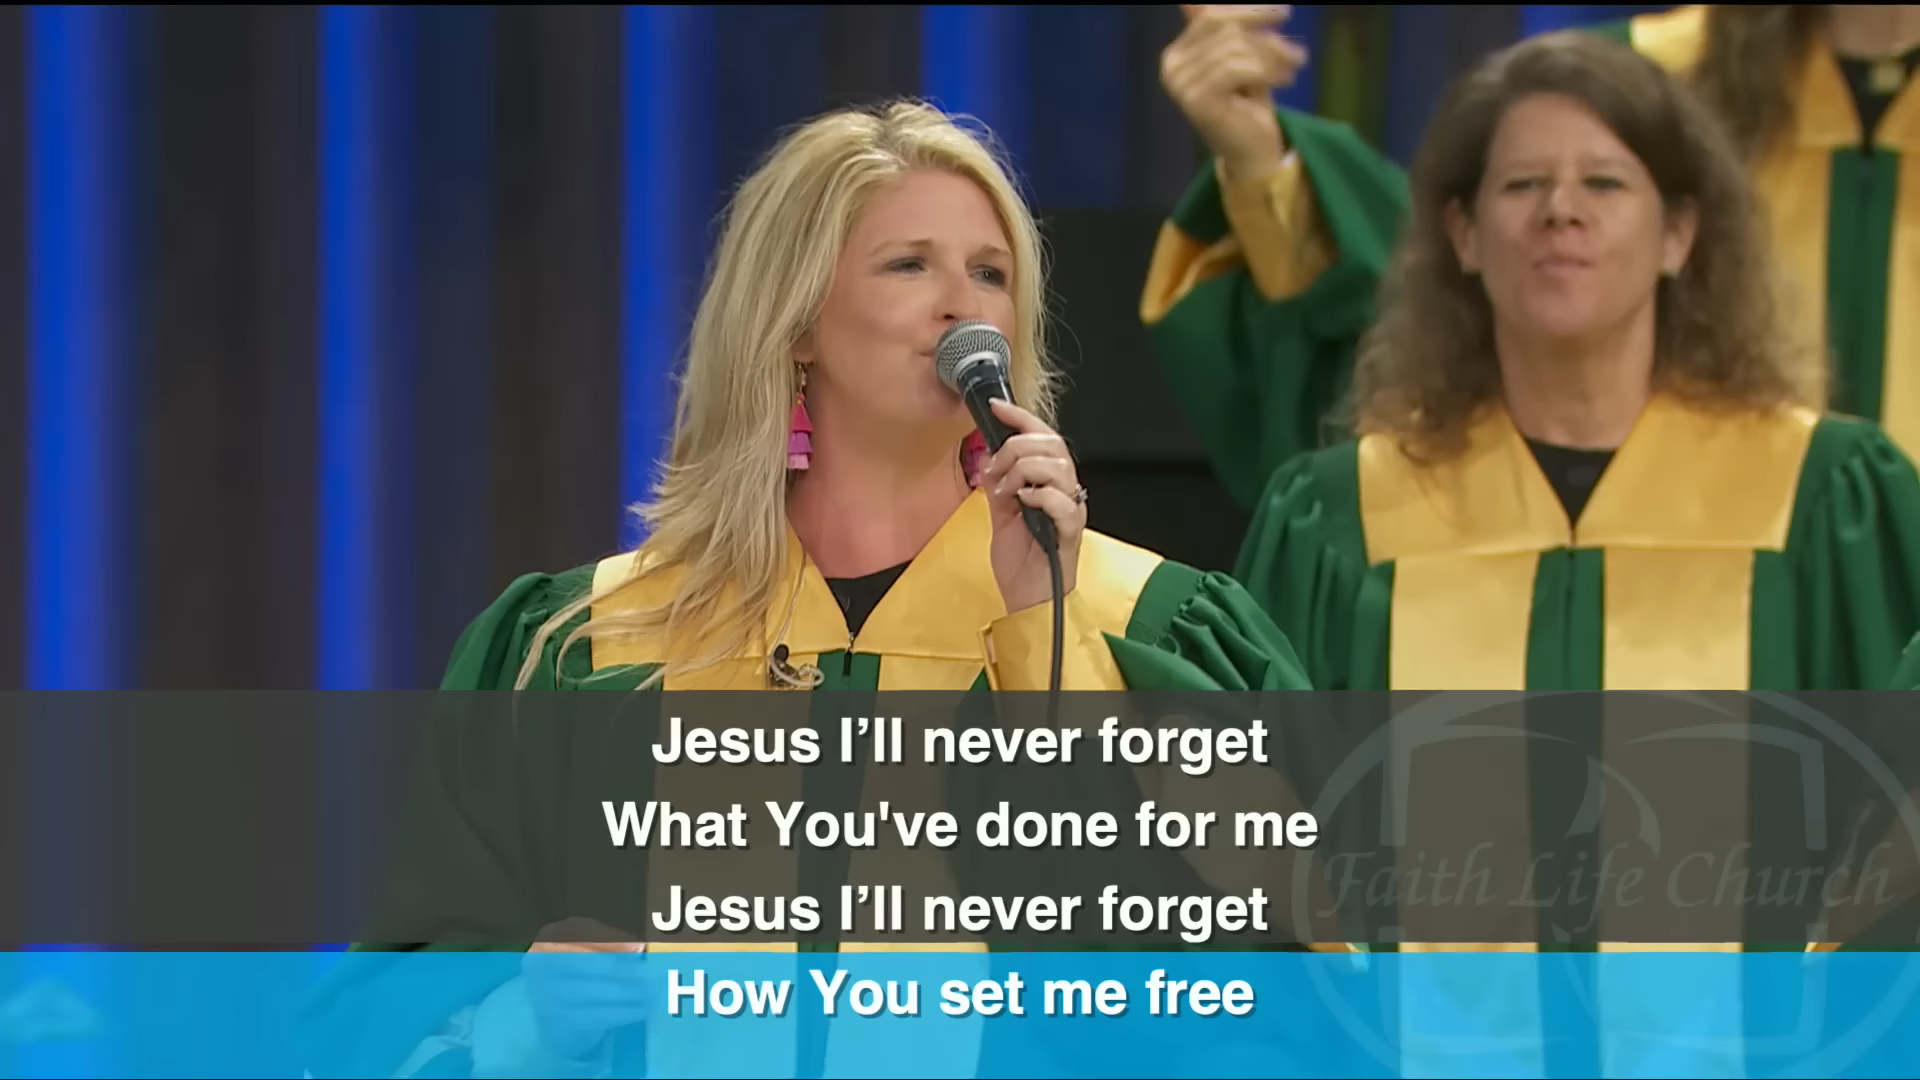 Jesus I’ll never forget
What You've done for me
Jesus I’ll never forget
How You set me free
Faith Life Church